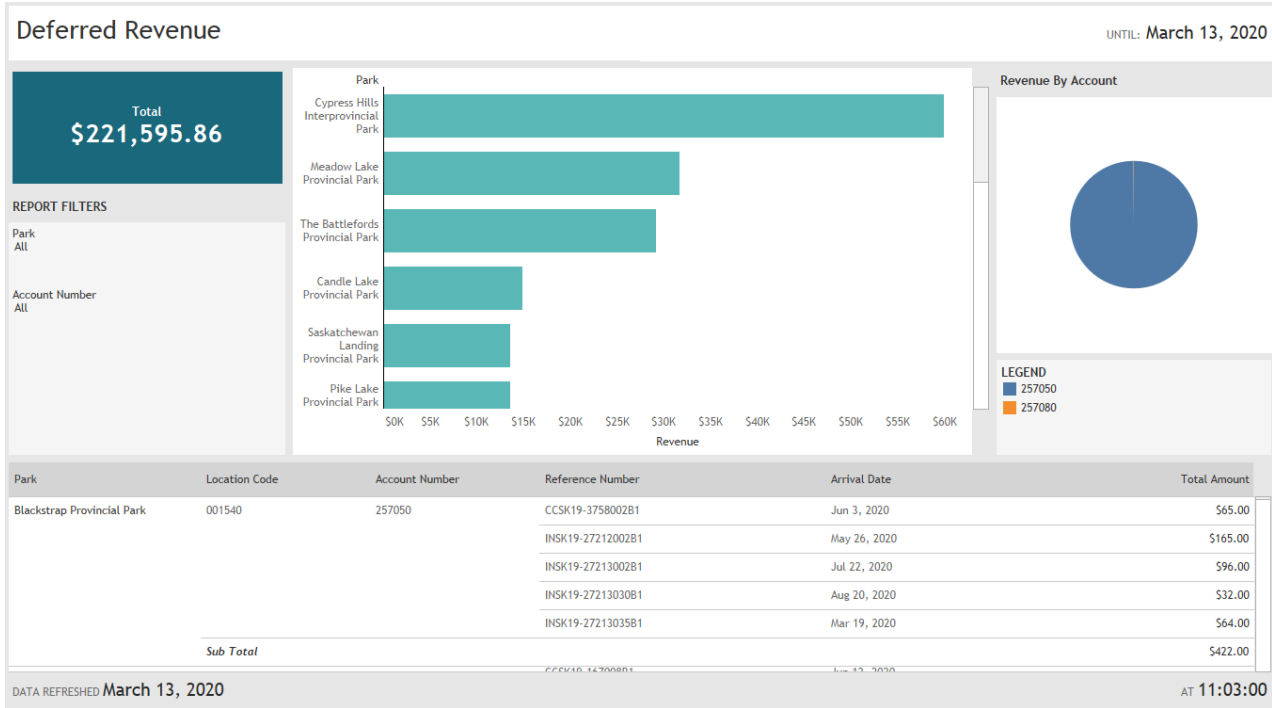 Deferred Revenue
UNTIL: March 13, 2020
Total
$221,595.86
REPORT FILTERS
Park
All
Account Number
All
Park
Cypress Hills
Interprovincial
Park
Meadow Lake
Provincial Park
The Battlefords
Provincial Park
Candle Lake
Provincial Park
Saskatchewan
Landing
Provincial Park
Pike Lake
Provincial Park
$0K $5K $10K $15K $20K $25K $30K $35K $40K $45K $50K $55K $60K
Revenue
Revenue By Account
LEGEND
257050
257080
Park Location Code Account Number Reference Number Arrival Date Total Amount
Blackstrap Provincial Park 001540 257050 CCSK19-3758002B1 Jun 3, 2020 $65.00
INSK19-27212002B1 May 26, 2020 $165.00
INSK19-27213002B1 Jul 22, 2020 $96.00
INSK19-27213030B1 Aug 20, 2020 $32.00
INSK19-27213035B1 Mar 19, 2020 $64.00
Sub Total $422.00
DATA REFRESHED March 13, 2020
AT 11:03:00